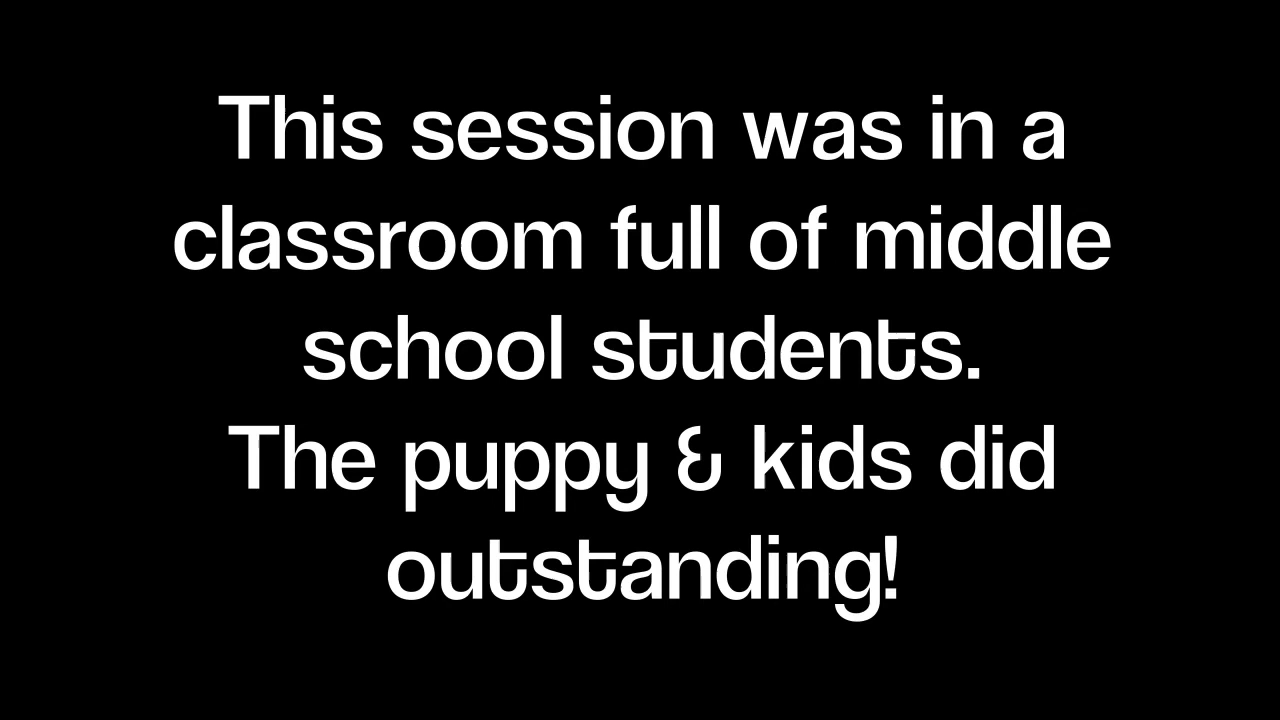 This session was in a
classroom full of middle
school students.
The puppy & kids did
outstanding!